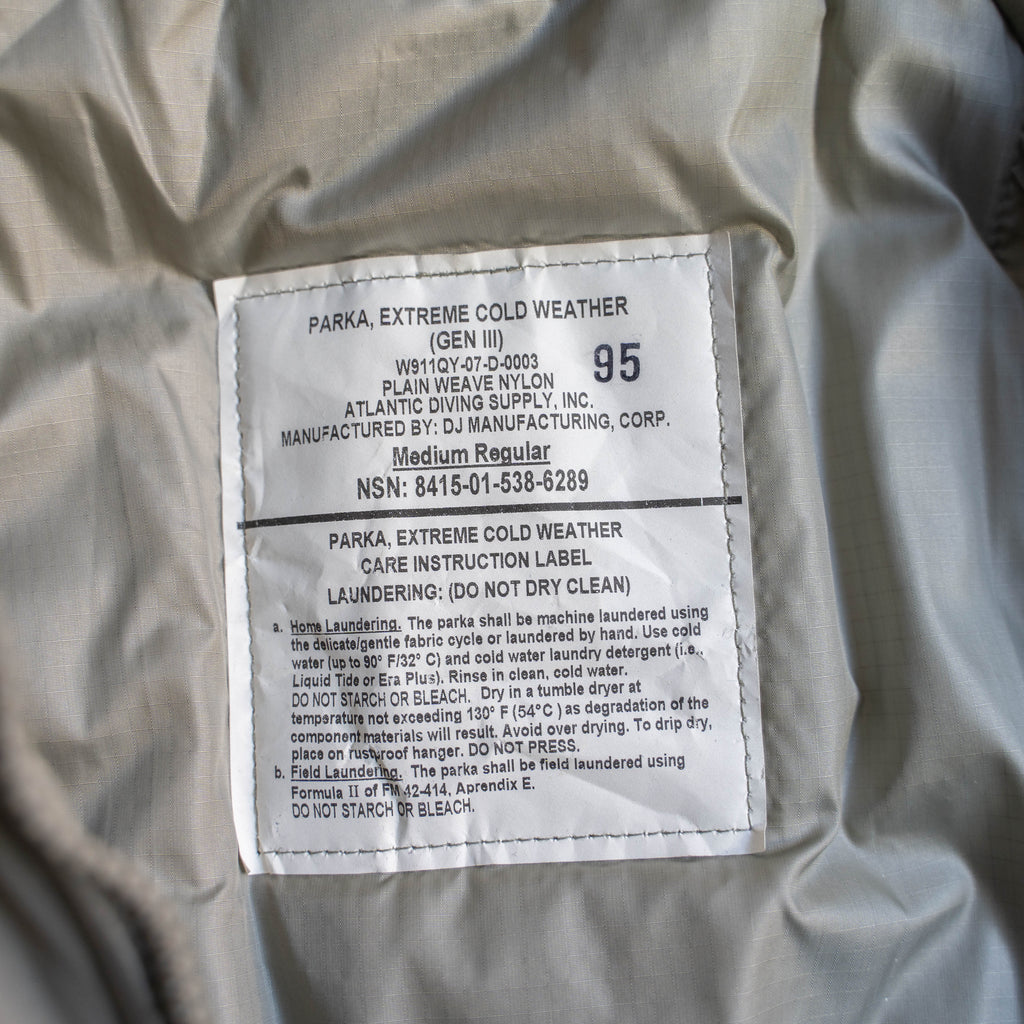 PARKA, EXTREME COLD WEATHER
(GEN III)
W911QY-07-D-0003
95
PLAIN WEAVE NYLON
ATLANTIC DIVING SUPPLY, INC.
MANUFACTURED BY: DJ MANUFACTURING, CORP.
Medium Regular
NSN: 8415-01-538-6289
PARKA, EXTREME COLD WEATHER
CARE INSTRUCTION LABEL
LAUNDERING: (DO NOT DRY CLEAN)
a. Home Laundering. The parka shall be machine laundered using
the delicate/gentle fabric cycle or laundered by hand. Use cold
water (up to 90° F/32° C) and cold water laundry detergent (i.e.,
Liquid Tide or Era Plus). Rinse in clean, cold water.
DO NOT STARCH OR BLEACH. Dry in a tumble dryer at
temperature not exceeding 130° F (54°C ) as degradation of the
component materials will result. Avoid over drying. To drip dry,
place on rustproof hanger. DO NOT PRESS.
b. Field Laundering. The parka shall be field laundered using
Formula II of FM 42-414, Appendix E.
DO NOT STARCH OR BLEACH.